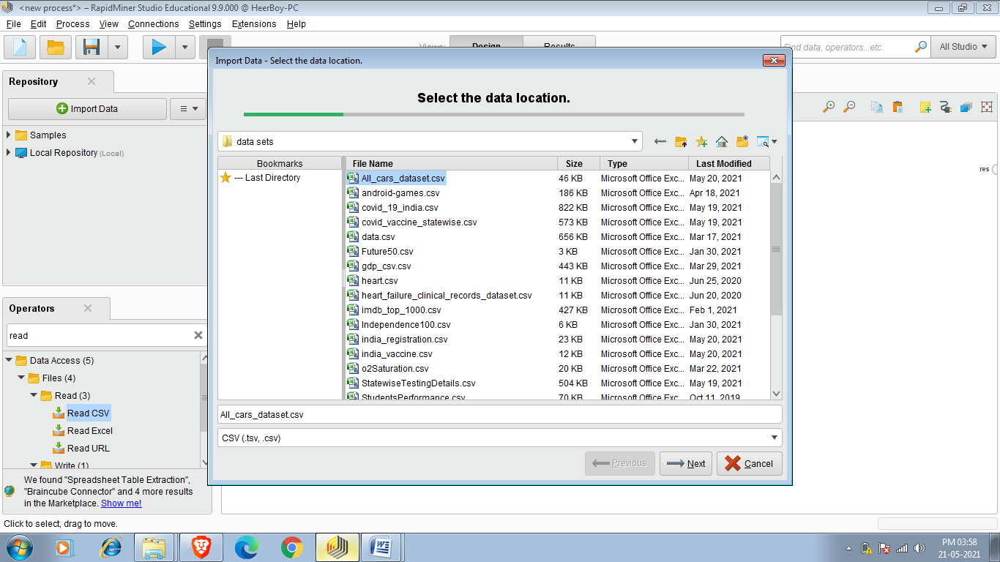 <new process*> – RapidMiner Studio Educational 9.9.000 @ HeerBoy-PC
File Edit Process View Connections Settings Extensions Help
Views: Design Results
Find data, operators...etc
All Studio
Repository
Import Data
Samples
Local Repository (Local)
Operators
read
Data Access (5)
Files (4)
Read (3)
Read CSV
Read Excel
Read URL
Write (1)
We found "Spreadsheet Table Extraction",
"Braincube Connector" and 4 more results
in the Marketplace. Show me!
Click to select, drag to move.
Import Data - Select the data location.
Select the data location.
data sets
Bookmarks
--- Last Directory
File Name Size Type Last Modified
All_cars_dataset.csv 46 KB Microsoft Office Exc... May 20, 2021
android-games.csv 186 KB Microsoft Office Exc... Apr 18, 2021
covid_19_india.csv 822 KB Microsoft Office Exc... May 19, 2021
covid_vaccine_statewise.csv 573 KB Microsoft Office Exc... May 19, 2021
data.csv 656 KB Microsoft Office Exc... Mar 17, 2021
Future50.csv 3 KB Microsoft Office Exc... Jan 30, 2021
gdp_csv.csv 443 KB Microsoft Office Exc... Mar 29, 2021
heart.csv 11 KB Microsoft Office Exc... Jun 25, 2020
heart_failure_clinical_records_dataset.csv 11 KB Microsoft Office Exc... Jun 20, 2020
imdb_top_1000.csv 427 KB Microsoft Office Exc... Feb 1, 2021
Independence100.csv 6 KB Microsoft Office Exc... Jan 30, 2021
india_registration.csv 23 KB Microsoft Office Exc... May 20, 2021
india_vaccine.csv 12 KB Microsoft Office Exc... May 20, 2021
o2Saturation.csv 20 KB Microsoft Office Exc... Mar 22, 2021
StatewiseTestingDetails.csv 504 KB Microsoft Office Exc... May 19, 2021
StudentsPerformance.csv 70 KB Microsoft Office Exc... Oct 11, 2019
All_cars_dataset.csv
CSV (.tsv, .csv)
Previous Next Cancel
res
PM 03:58
21-05-2021